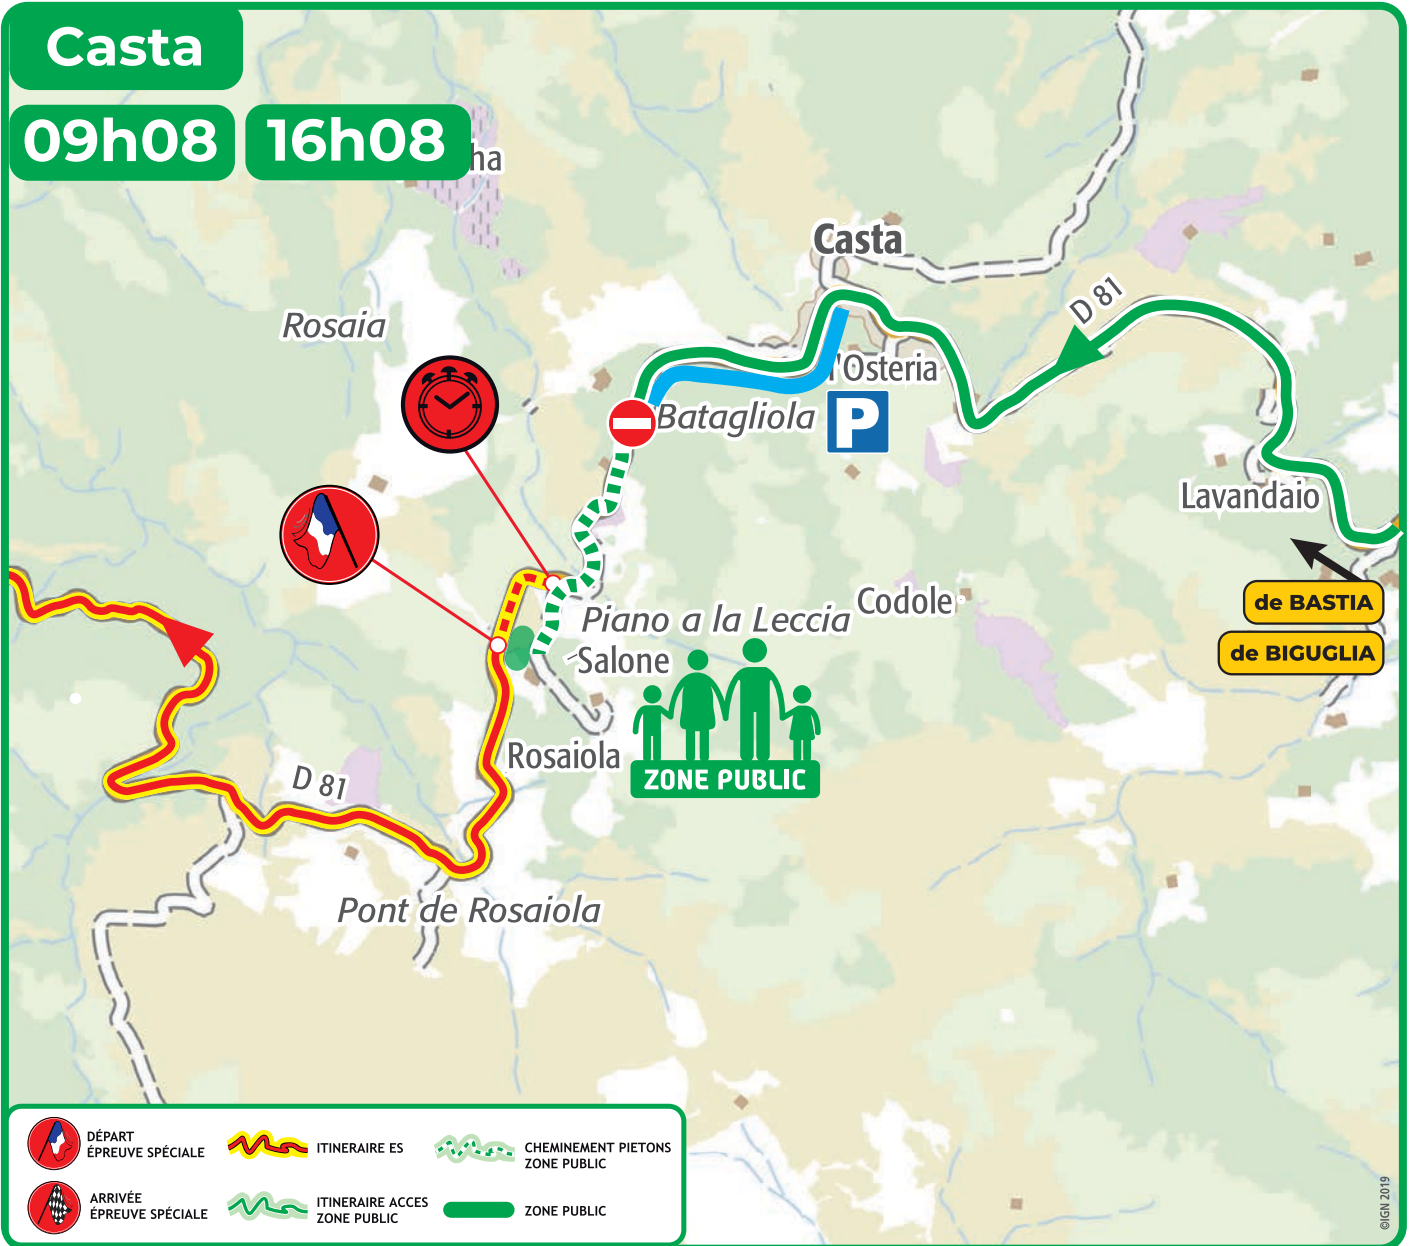 Casta
09h08
16h08
ha
Casta
D 81
Rosaia
l'Osteria
P
Batagliola
Lavandaio
de BASTIA
de BIGUGLIA
Codole
Piano a la Leccia
Salone
Rosaiola
ZONE PUBLIC
D 81
Pont de Rosaiola
DÉPART
ÉPREUVE SPÉCIALE
ITINERAIRE ES
CHEMINEMENT PIETONS
ZONE PUBLIC
ARRIVÉE
ÉPREUVE SPÉCIALE
ITINERAIRE ACCES
ZONE PUBLIC
ZONE PUBLIC
©IGN 2019